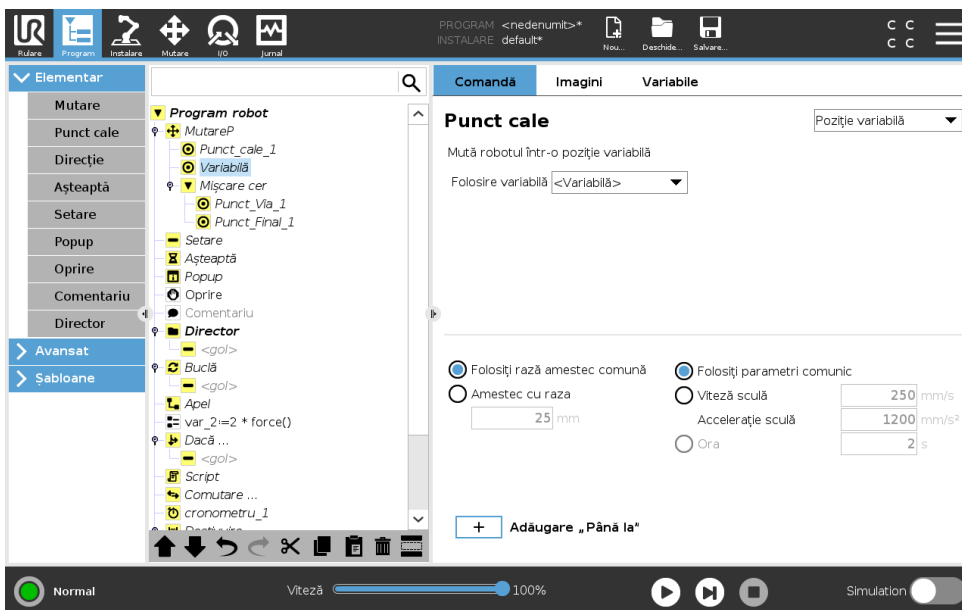 UR
PROGRAM <nedenumit>*
INSTALARE default*
Rulare Program Instalare Mutare I/O Jurnal Nou... Deschide... Salvare...
C C
C C
Elementar
Mutare
Punct cale
Direcție
Așteaptă
Setare
Popup
Oprire
Comentariu
Director
Avansat
Șabloane
Program robot
MutareP
Punct_cale_1
Variabilă
Mișcare cer
Punct_Via_1
Punct_Final_1
Setare
Așteaptă
Popup
Oprire
Comentariu
Director
<gol>
Buclă
<gol>
Apel
var_2≔2 * force()
Dacă ...
<gol>
Script
Comutare ...
cronometru_1
Comandă Imagini Variabile
Punct cale
Poziție variabilă
Mută robotul într-o poziție variabilă
Folosire variabilă <Variabilă>
Folosiți rază amestec comună
Amestec cu raza
25 mm
Folosiți parametri comunic
Viteză sculă 250 mm/s
Accelerație sculă 1200 mm/s²
Ora 2 s
+ Adăugare „Până la”
Normal
Viteză 100%
Simulation